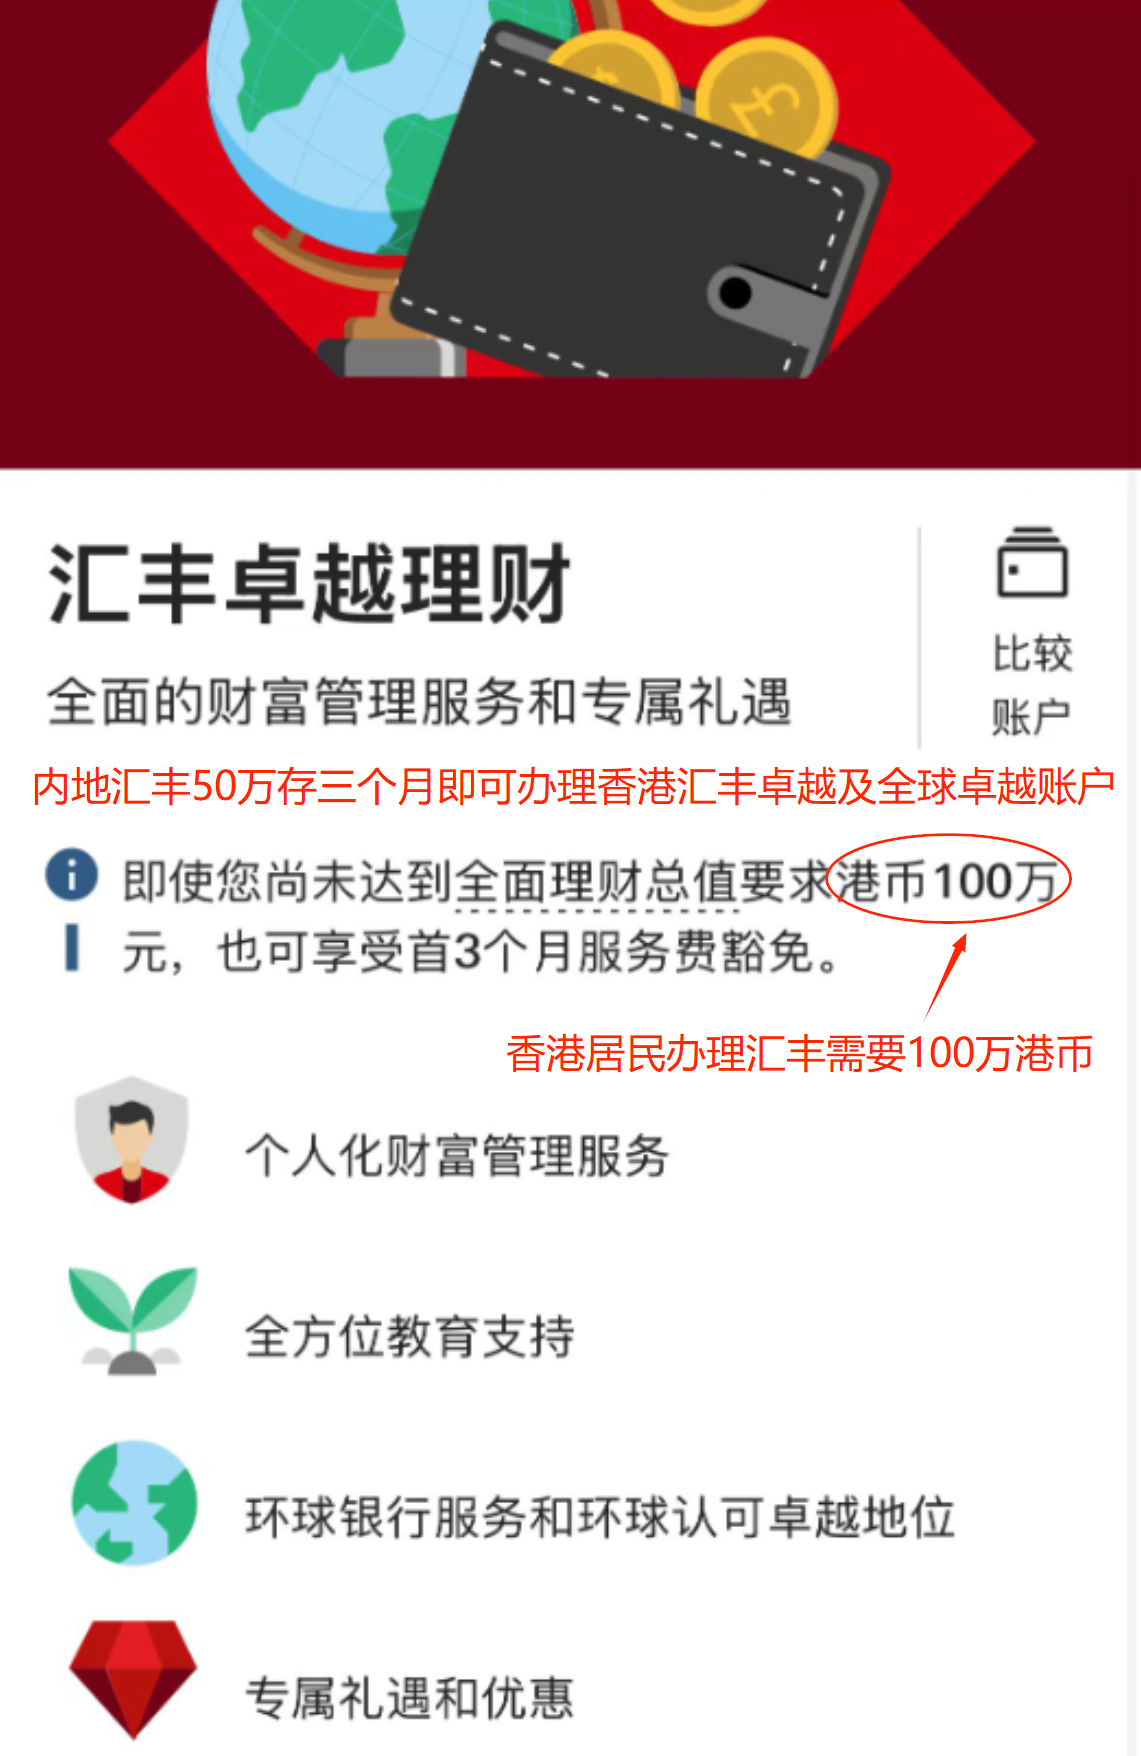 汇丰卓越理财
全面的财富管理服务和专属礼遇
比较
账户
内地汇丰50万存三个月即可办理香港汇丰卓越及全球卓越账户
即使您尚未达到全面理财总值要求港币100万
元，也可享受首3个月服务费豁免。
香港居民办理汇丰需要100万港币
个人化财富管理服务
全方位教育支持
环球银行服务和环球认可卓越地位
专属礼遇和优惠